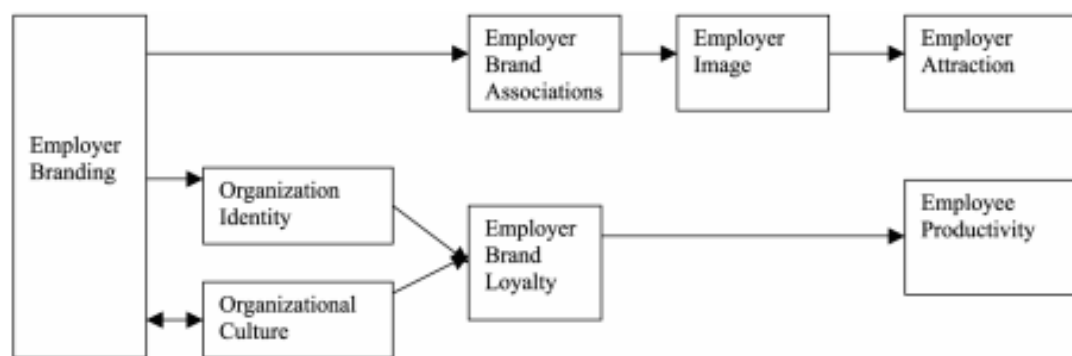 Employer
Branding
Employer
Brand
Associations
Employer
Image
Employer
Attraction
Organization
Identity
Organizational
Culture
Employer
Brand
Loyalty
Employee
Productivity